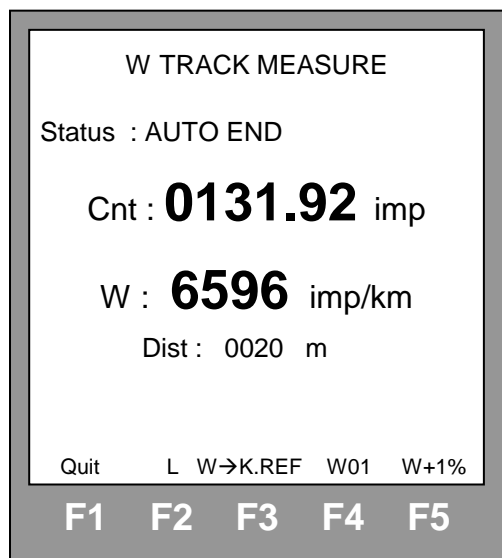 W TRACK MEASURE
Status : AUTO END
Cnt : 0131.92 imp
W : 6596 imp/km
Dist : 0020 m
Quit L W→K.REF W01 W+1%
F1 F2 F3 F4 F5